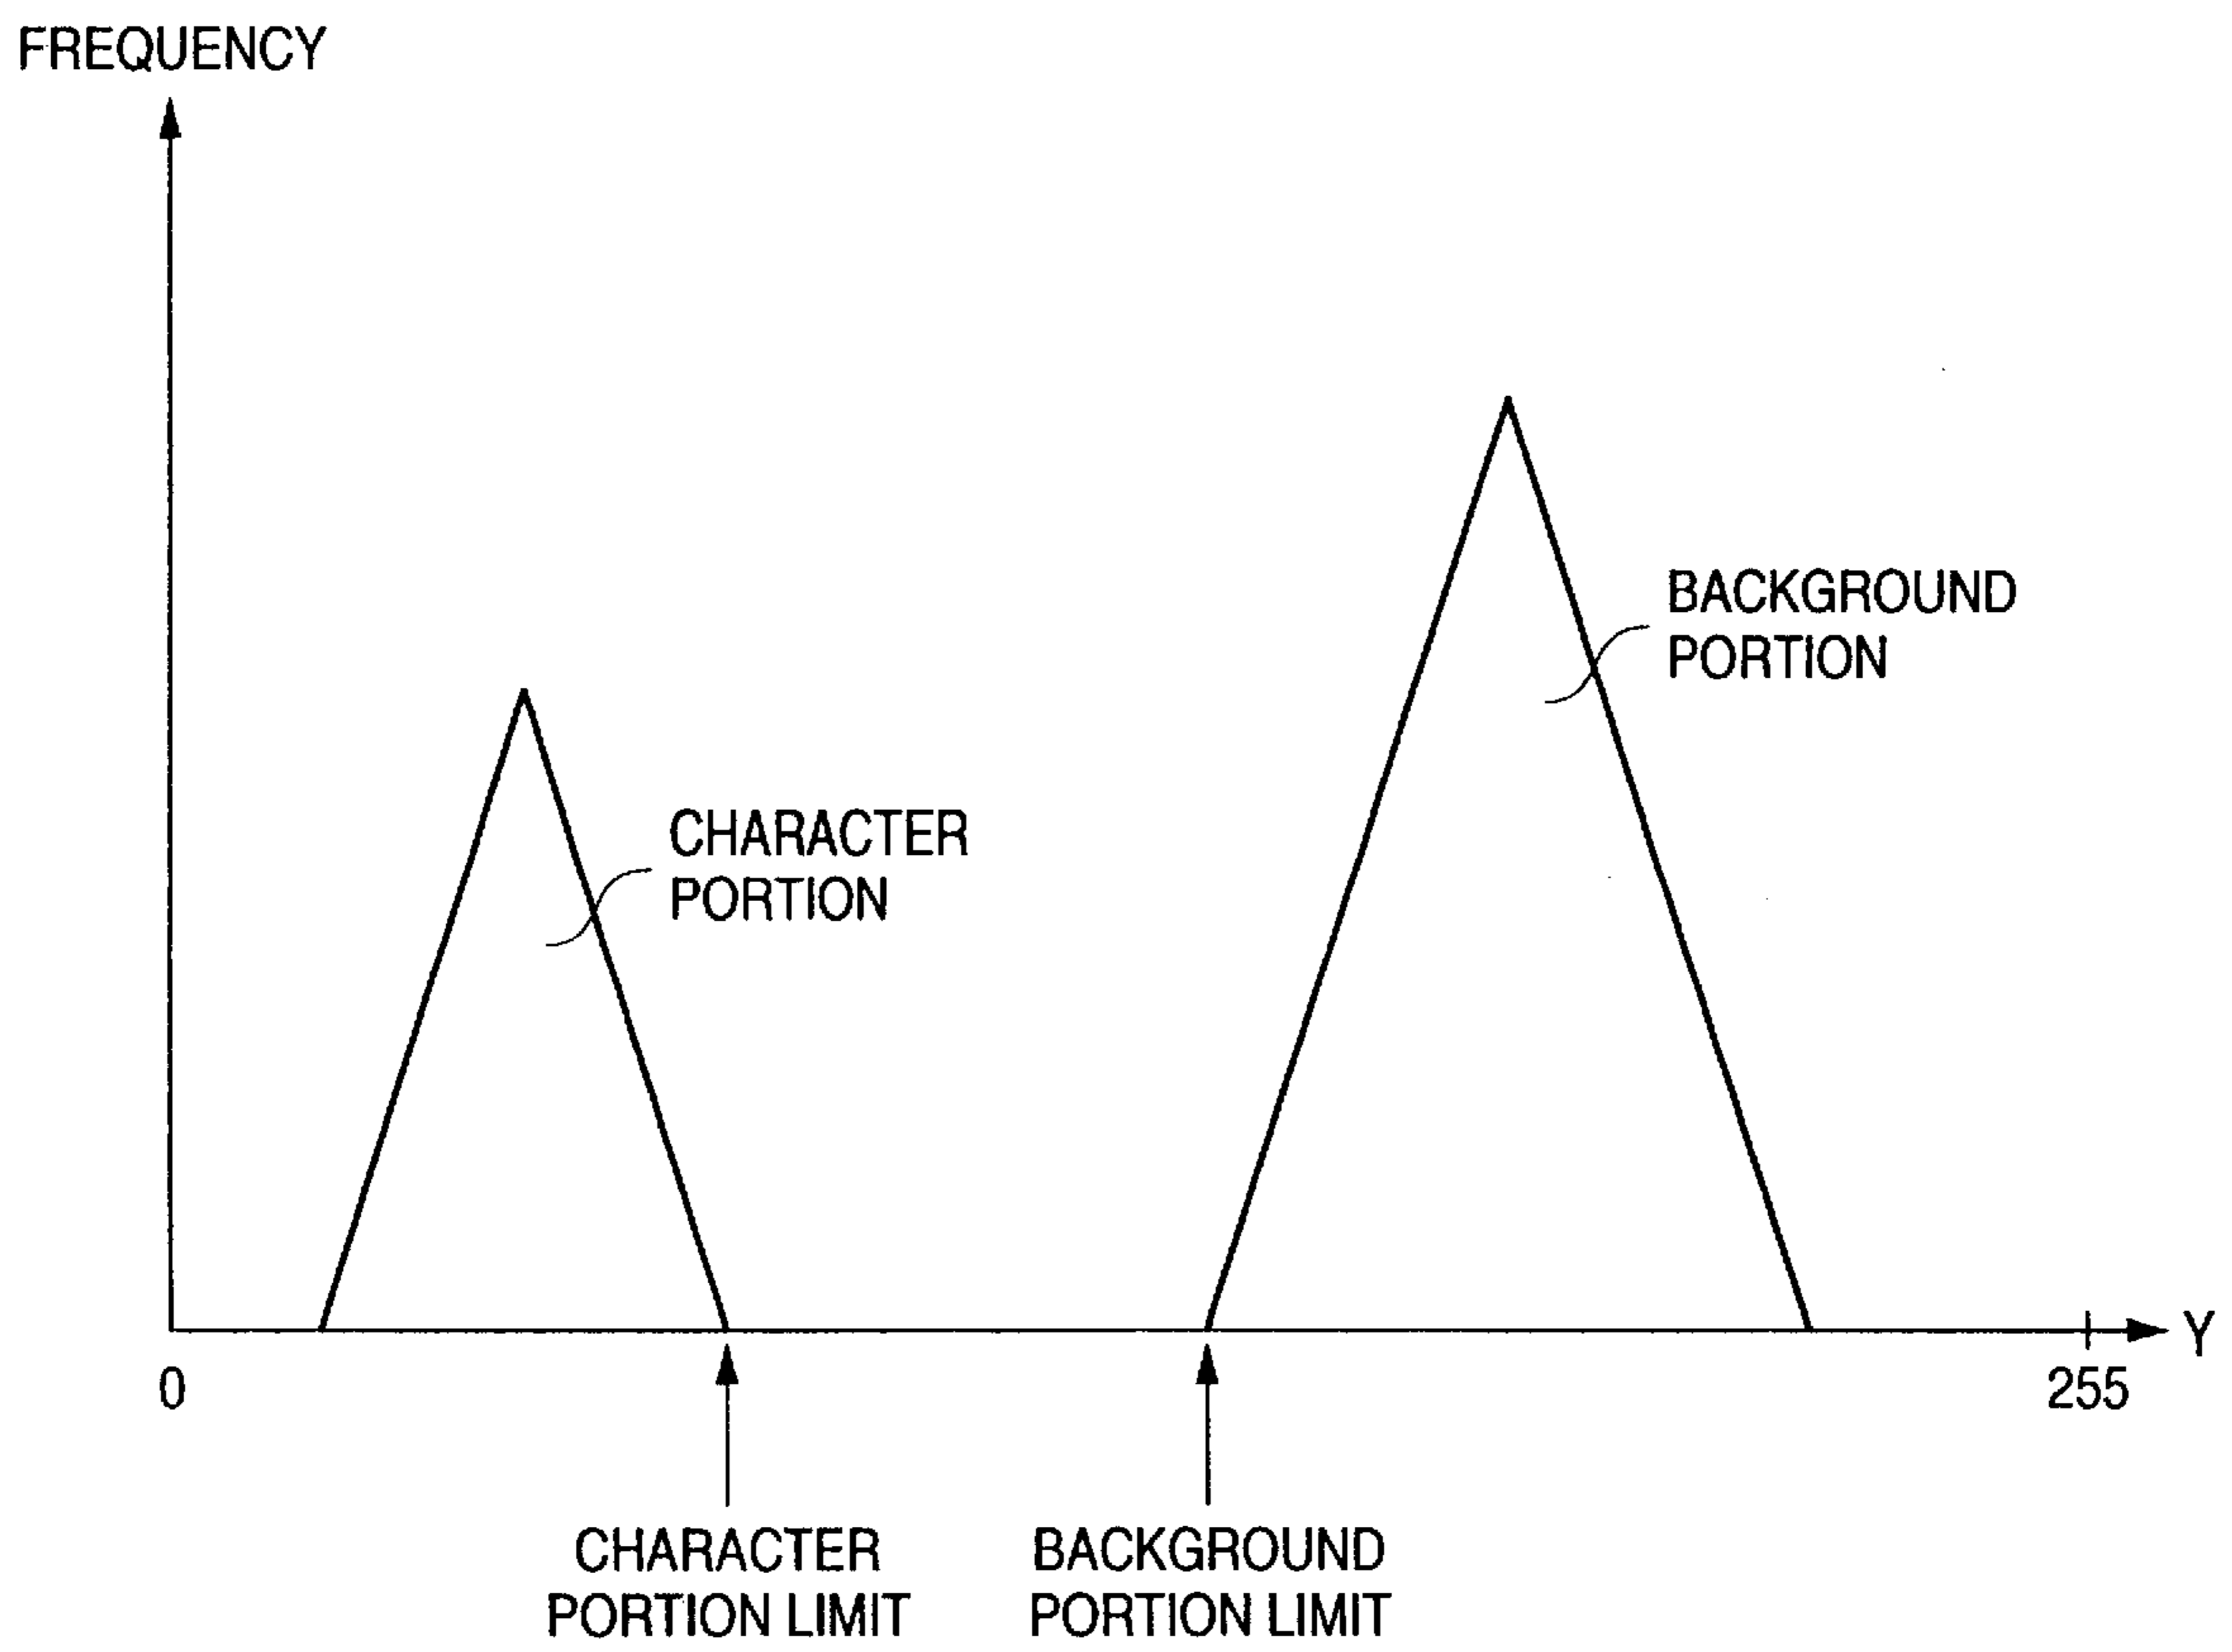 FREQUENCY
BACKGROUND
PORTION
CHARACTER
PORTION
Y
0
255
CHARACTER
PORTION LIMIT
BACKGROUND
PORTION LIMIT